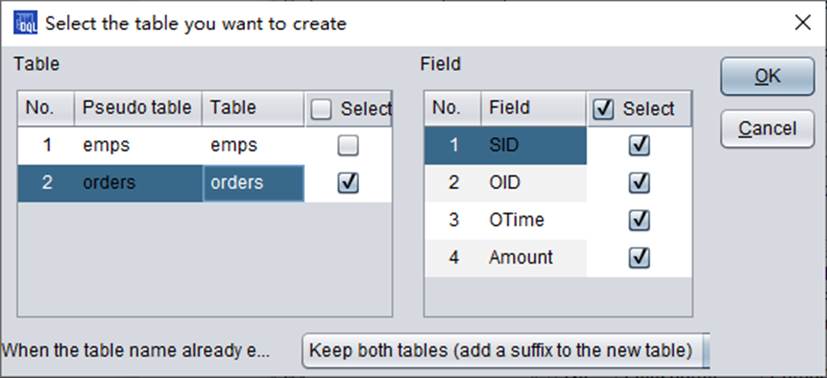 DQL Select the table you want to create
Table
No. Pseudo table Table Select
1 emps emps
2 orders orders
Field
No. Field Select
1 SID
2 OID
3 OTime
4 Amount
OK
Cancel
When the table name already e... Keep both tables (add a suffix to the new table)